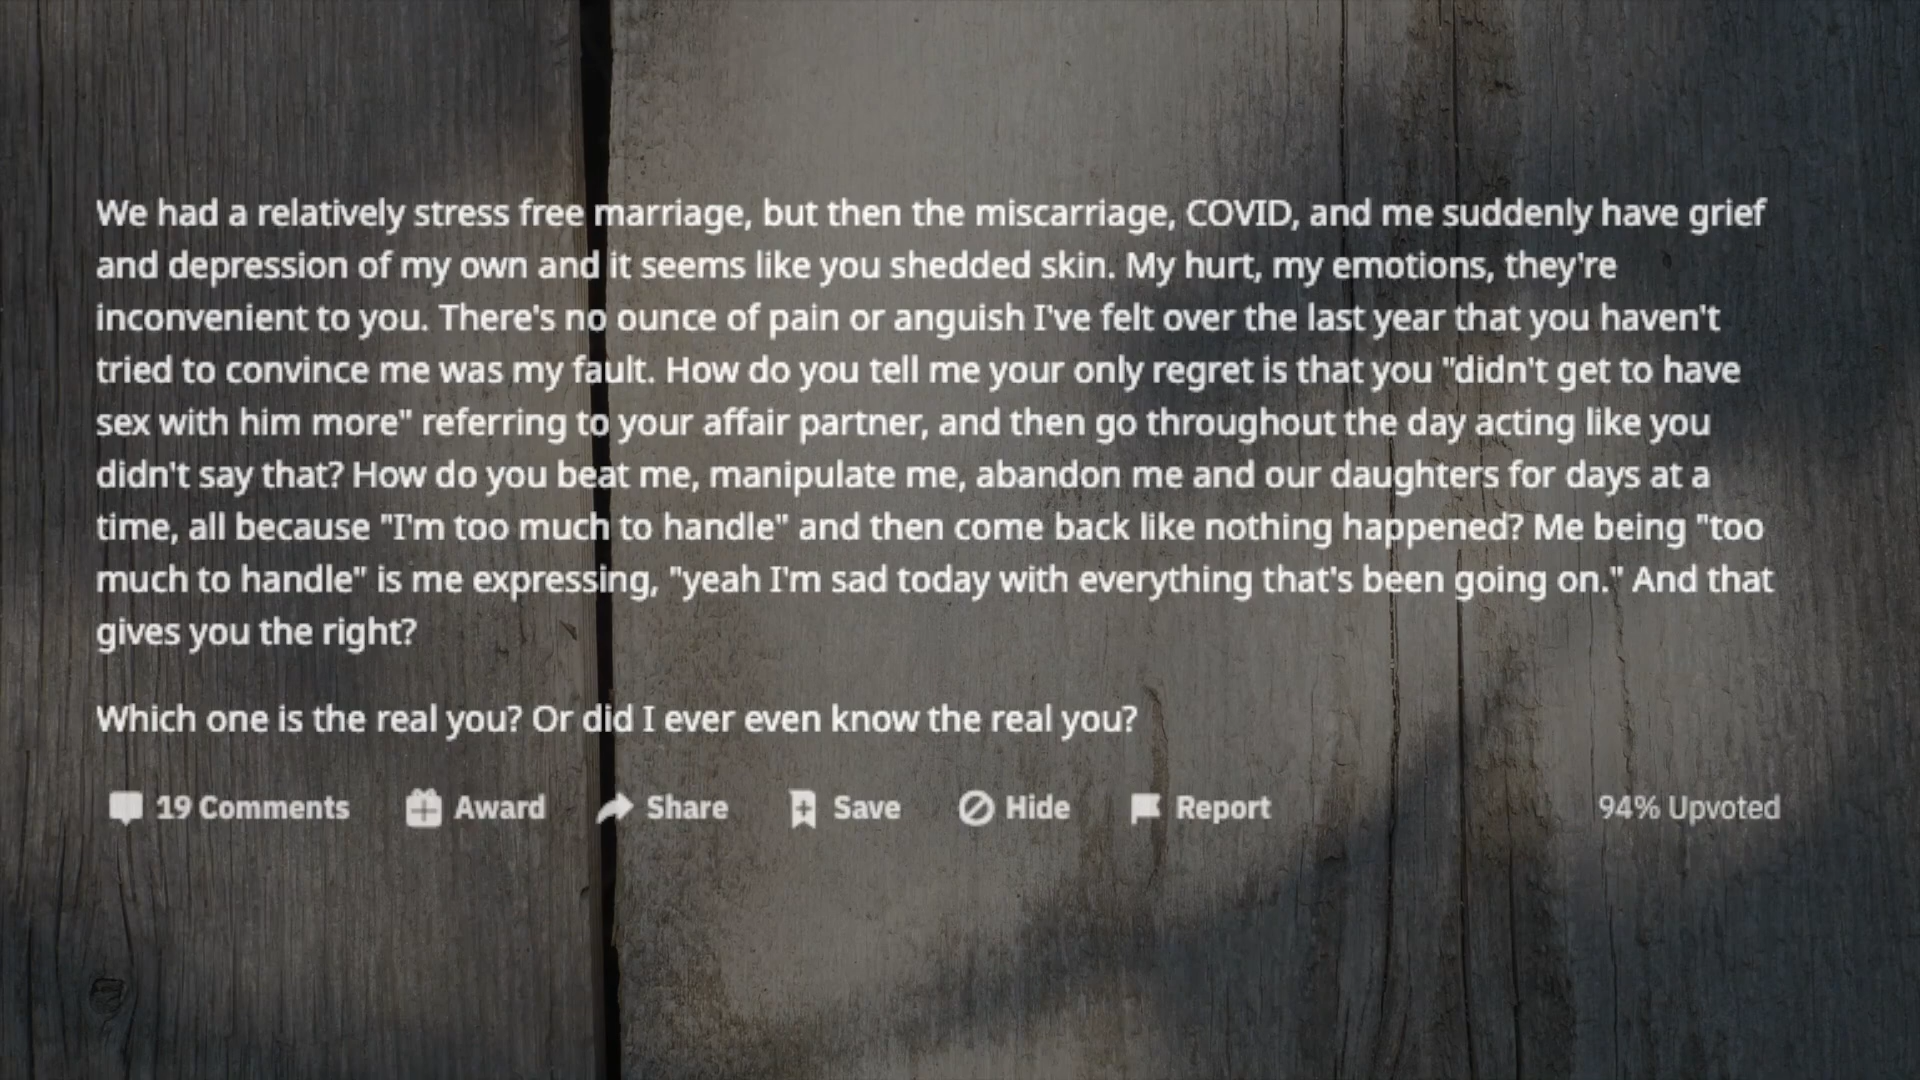 We had a relatively stress free marriage, but then the miscarriage, COVID, and me suddenly have grief
and depression of my own and it seems like you shedded skin. My hurt, my emotions, they're
inconvenient to you. There's no ounce of pain or anguish I've felt over the last year that you haven't
tried to convince me was my fault. How do you tell me your only regret is that you "didn't get to have
sex with him more" referring to your affair partner, and then go throughout the day acting like you
didn't say that? How do you beat me, manipulate me, abandon me and our daughters for days at a
time, all because "I'm too much to handle" and then come back like nothing happened? Me being "too
much to handle" is me expressing, "yeah I'm sad today with everything that's been going on." And that
gives you the right?
Which one is the real you? Or did I ever even know the real you?
19 Comments Award Share Save Hide Report 94% Upvoted